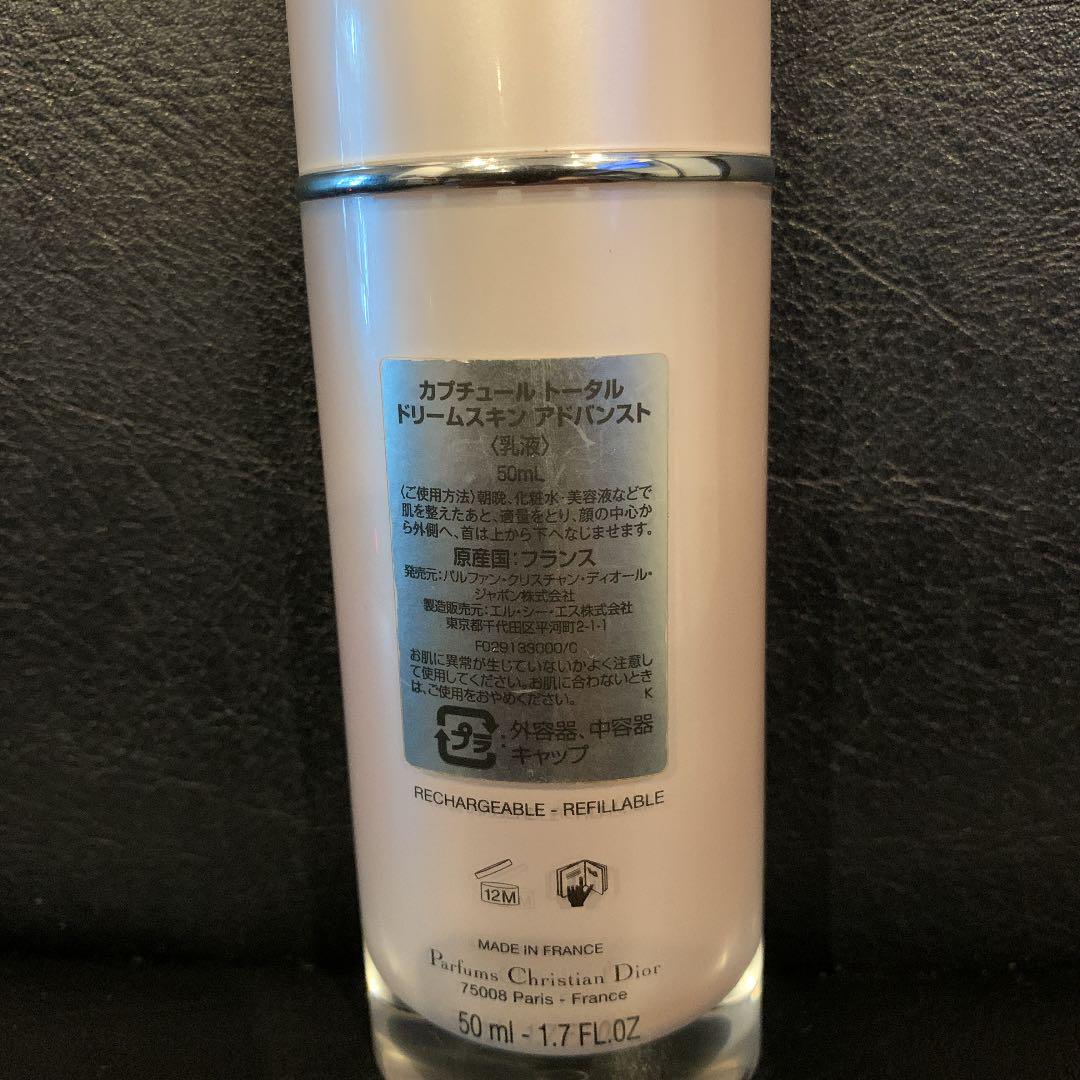 カプチュール トータル
ドリームスキン アドバンスト
〈乳液〉
50mL
〈ご使用方法〉朝晩、化粧水・美容液などで
肌を整えたあと、適量をとり、顔の中心か
ら外側へ、首は上から下へなじませます。
原産国：フランス
発売元：パルファン・クリスチャン・ディオール・
ジャポン株式会社
製造販売元：エル・シー・エス株式会社
東京都千代田区平河町2-1-1
F029133000/C
お肌に異常が生じていないかよく注意し
て使用してください。お肌に合わないとき
は、ご使用をおやめください。 K
プラ：外容器、中容器
キャップ
RECHARGEABLE - REFILLABLE
12M
MADE IN FRANCE
Parfums Christian Dior
75008 Paris - France
50 ml - 1.7 FL.OZ